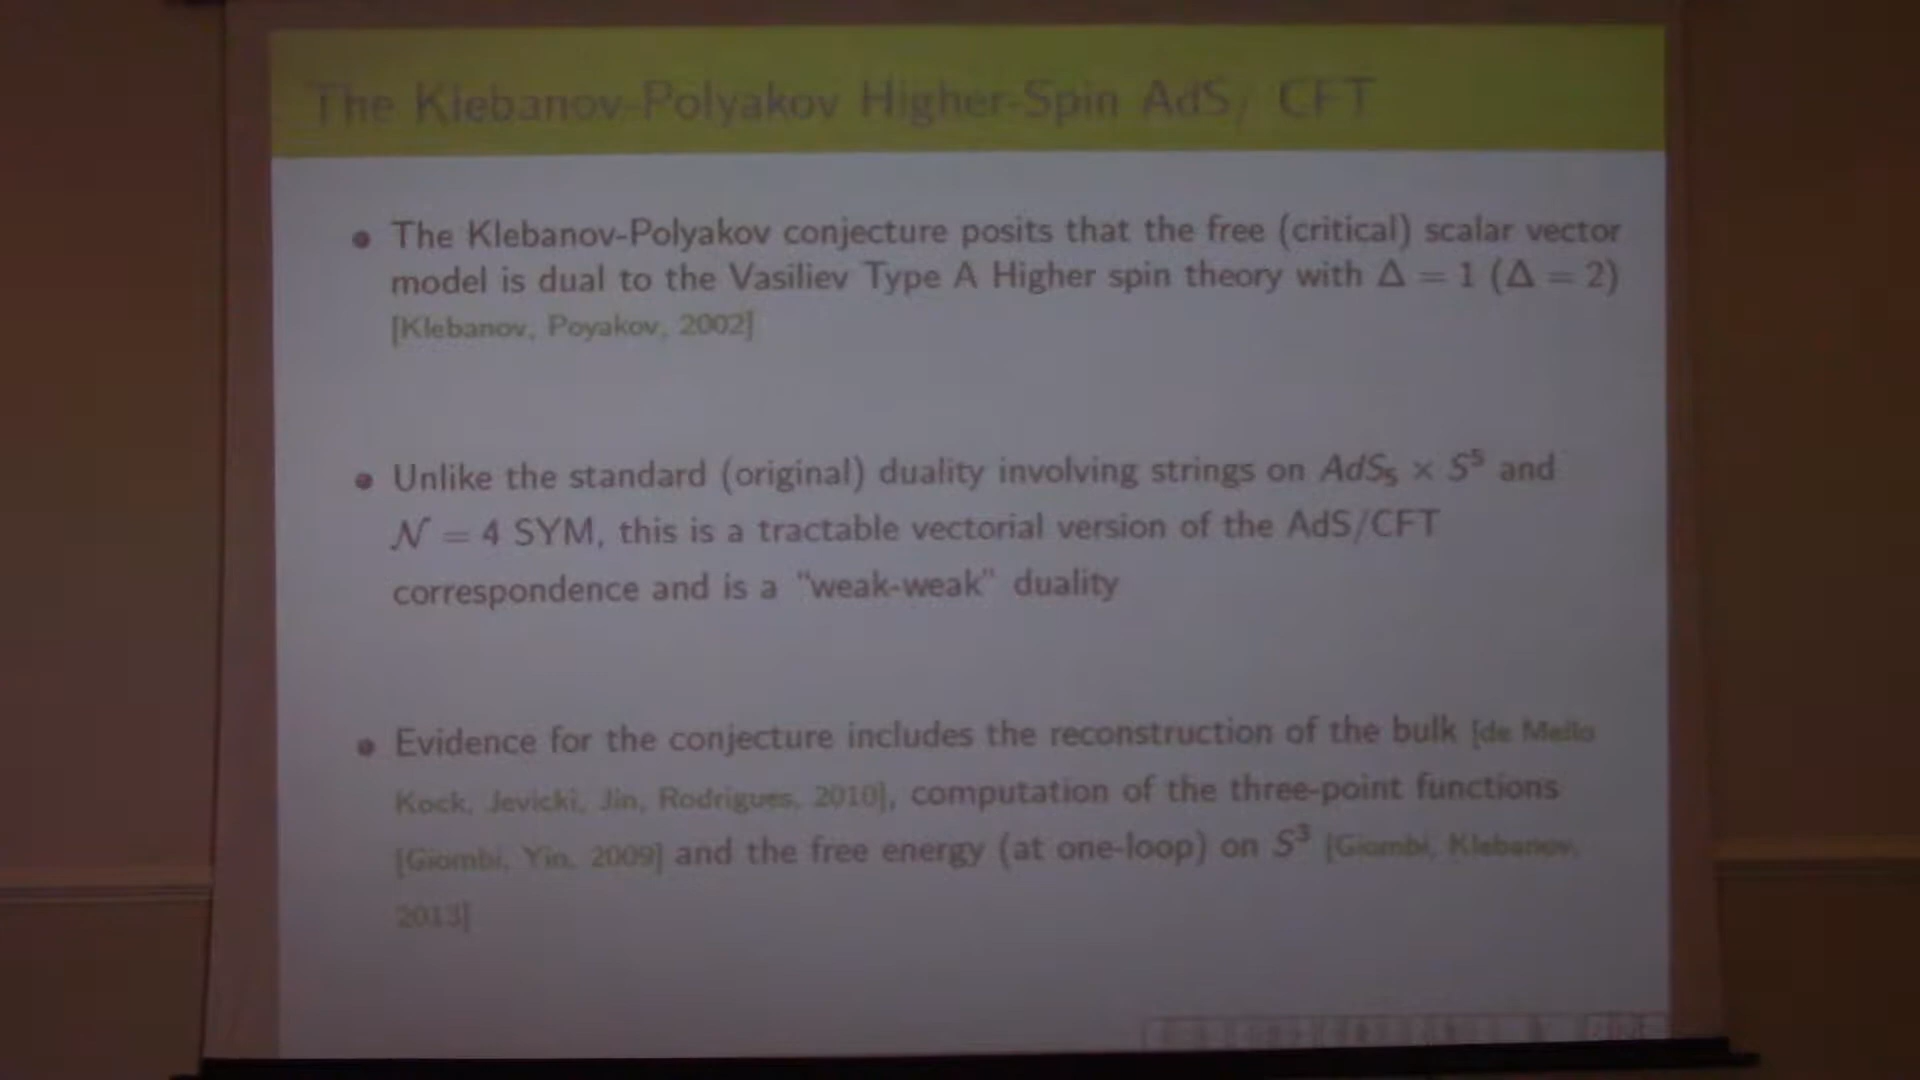 The Klebanov-Polyakov Higher-Spin AdS/ CFT
• The Klebanov-Polyakov conjecture posits that the free (critical) scalar vector
model is dual to the Vasiliev Type A Higher spin theory with Δ = 1 (Δ = 2)
[Klebanov, Poyakov, 2002]
• Unlike the standard (original) duality involving strings on AdS₅ × S⁵ and
𝒩 = 4 SYM, this is a tractable vectorial version of the AdS/CFT
correspondence and is a "weak-weak" duality
• Evidence for the conjecture includes the reconstruction of the bulk [de Mello
Kock, Jevicki, Jin, Rodrigues, 2010], computation of the three-point functions
[Giombi, Yin, 2009] and the free energy (at one-loop) on S³ [Giombi, Klebanov,
2013]